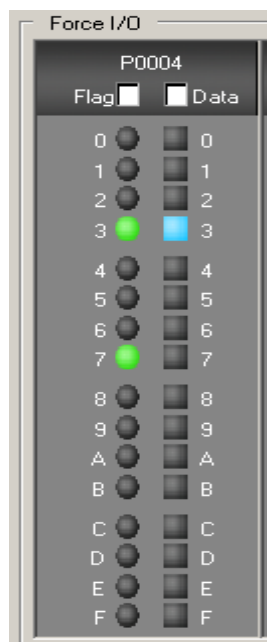 Force I/O
P0004
Flag Data
0 0
1 1
2 2
3 3
4 4
5 5
6 6
7 7
8 8
9 9
A A
B B
C C
D D
E E
F F